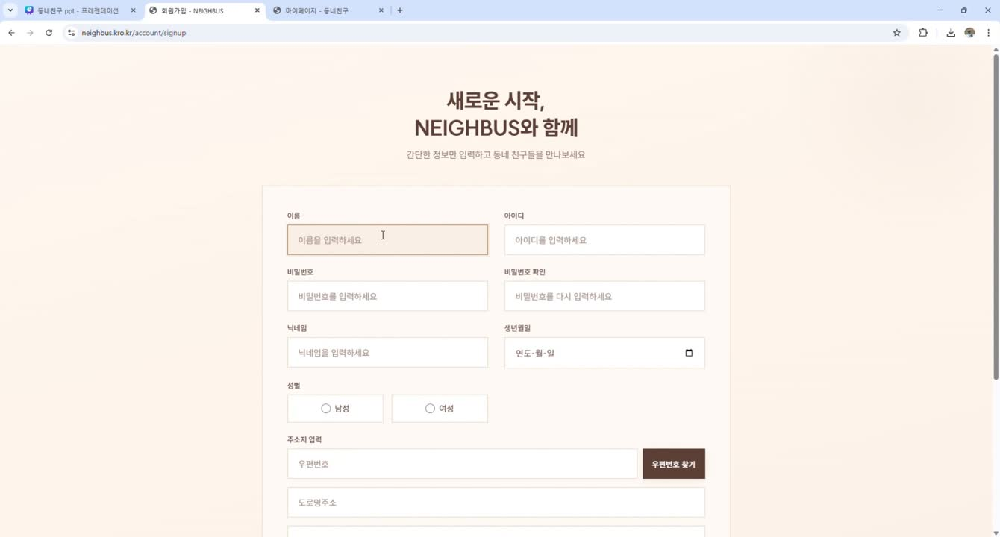 동네친구 ppt - 프레젠테이션
회원가입 - NEIGHBUS
마이페이지 - 동네친구
neighbus.kro.kr/account/signup
새로운 시작,
NEIGHBUS와 함께
간단한 정보만 입력하고 동네 친구들을 만나보세요
이름
아이디
이름을 입력하세요
아이디를 입력하세요
비밀번호
비밀번호 확인
비밀번호를 입력하세요
비밀번호를 다시 입력하세요
닉네임
생년월일
닉네임을 입력하세요
연도-월-일
성별
남성
여성
주소지 입력
우편번호
우편번호 찾기
도로명주소